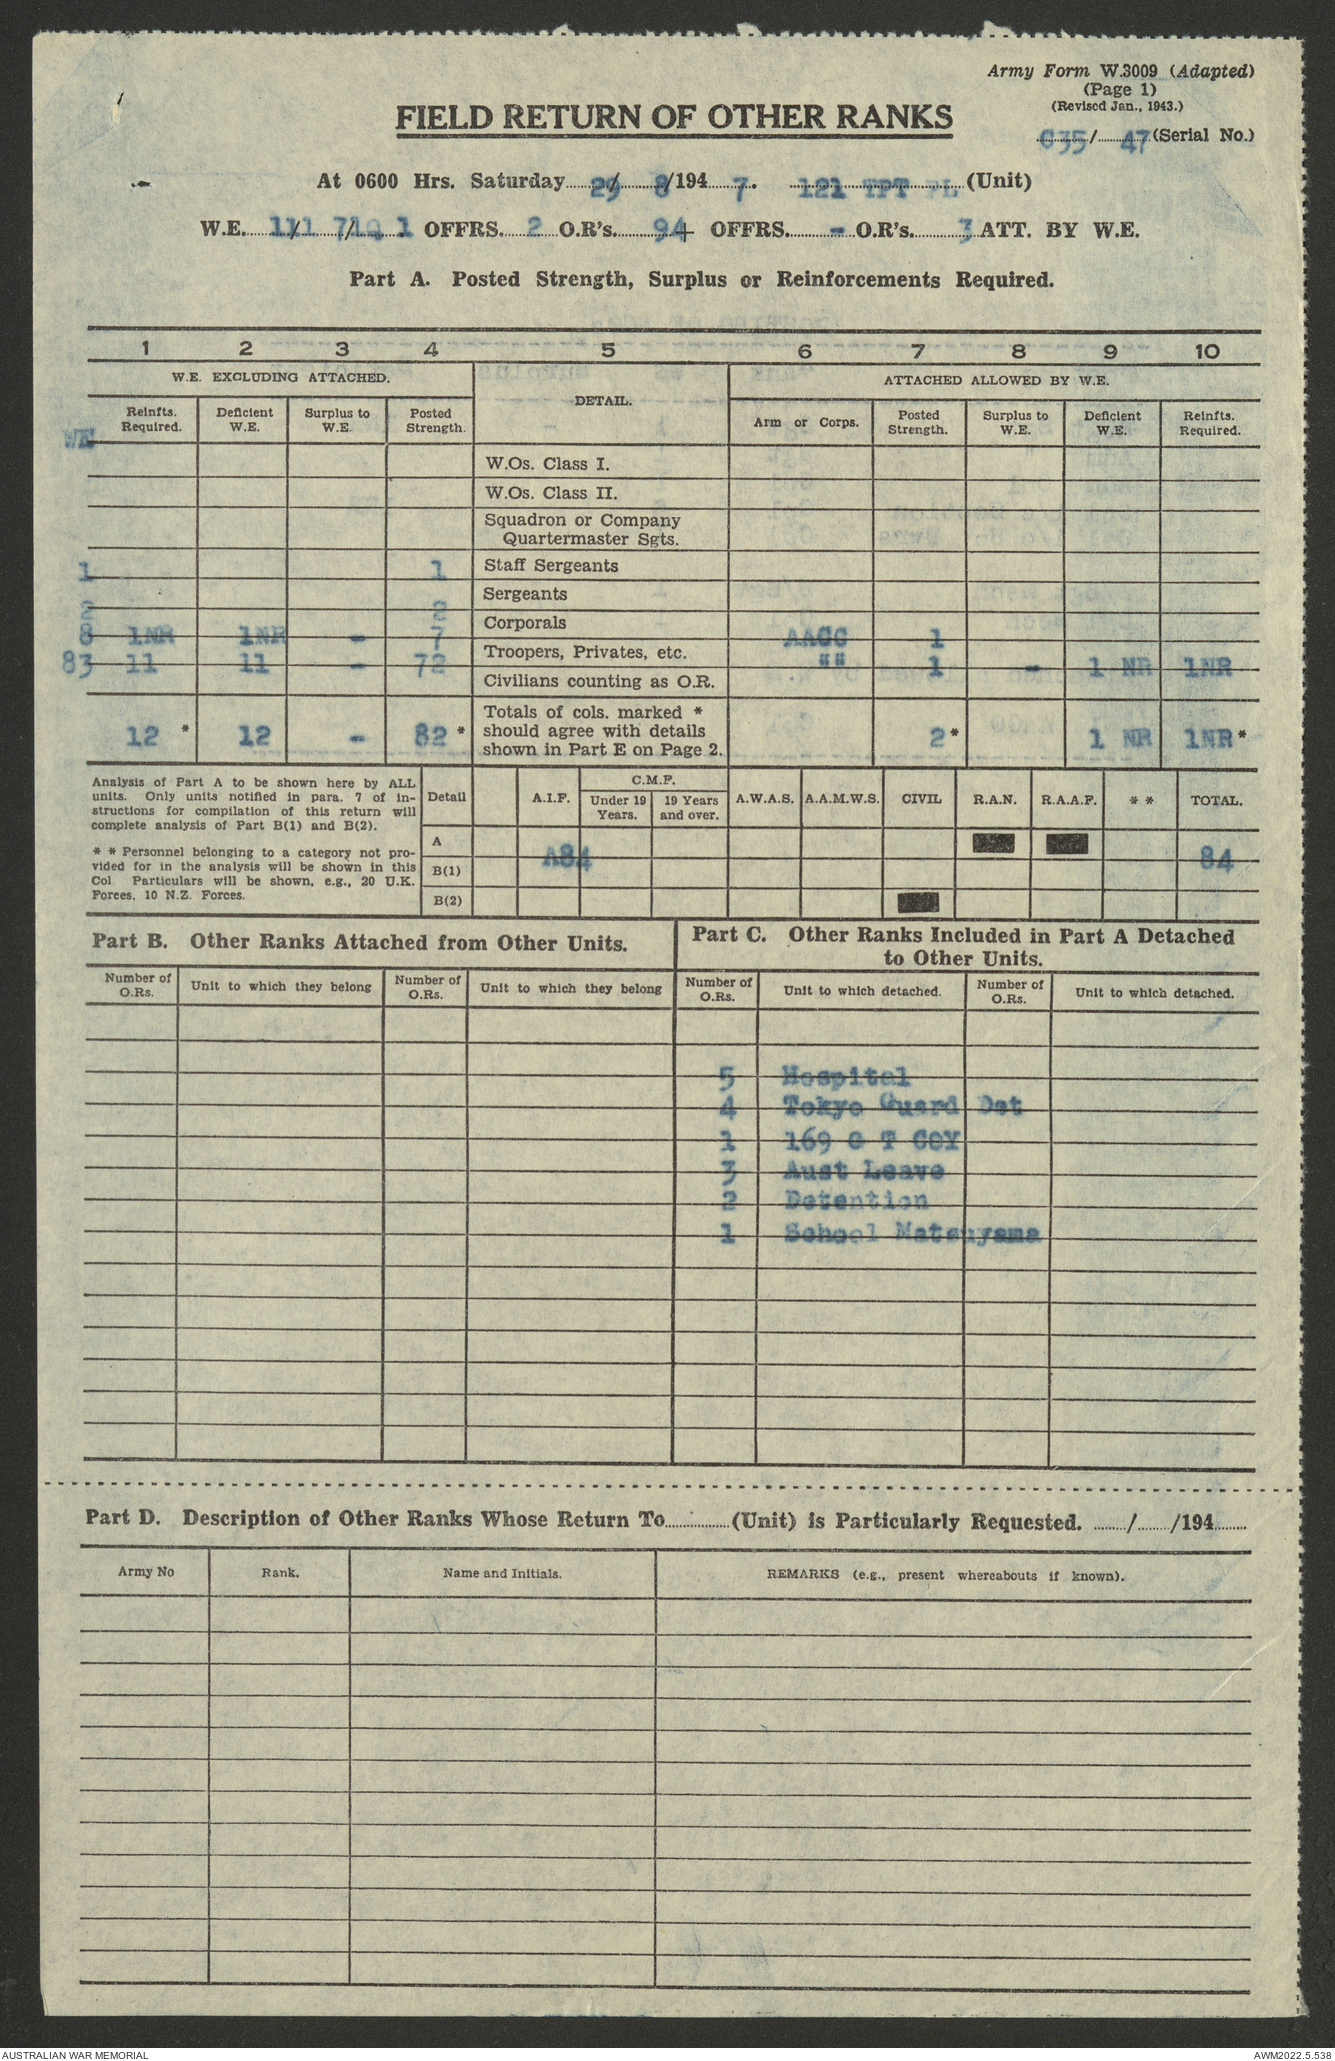 Army Form W.3009 (Adapted)
(Page 1)
(Revised Jan., 1943.)
FIELD RETURN OF OTHER RANKS
G35/ 47 (Serial No.)
At 0600 Hrs. Saturday 29/ 8/194 7. 121 TPT PL (Unit)
W.E. 111 /1Q 1 OFFRS. 2 O.R's. 94 + OFFRS. - O.R's. 3 ATT. BY W.E.
Part A. Posted Strength, Surplus or Reinforcements Required.
1 2 3 4 5 6 7 8 9 10
W.E. EXCLUDING ATTACHED. DETAIL. ATTACHED ALLOWED BY W.E.
Reinfts. Required. Deficient W.E. Surplus to W.E. Posted Strength. Arm or Corps. Posted Strength. Surplus to W.E. Deficient W.E. Reinfts. Required.
WE
W.Os. Class I.
W.Os. Class II.
Squadron or Company
Quartermaster Sgts.
1 1 Staff Sergeants
Sergeants
2 2 Corporals
8 1NR 1NR - 7 AACC 1
Troopers, Privates, etc.
83 11 11 - 72 "" 1 - 1 NR 1NR
Civilians counting as O.R.
Totals of cols. marked *
should agree with details
shown in Part E on Page 2.
12 * 12 - 82 * 2 * 1 NR 1NR *
Analysis of Part A to be shown here by ALL
units. Only units notified in para. 7 of in-
structions for compilation of this return will
complete analysis of Part B(1) and B(2).
* * Personnel belonging to a category not pro-
vided for in the analysis will be shown in this
Col. Particulars will be shown, e.g., 20 U.K.
Forces, 10 N.Z. Forces.
C.M.F.
Detail A.I.F. Under 19 Years. 19 Years and over. A.W.A.S. A.A.M.W.S. CIVIL R.A.N. R.A.A.F. * * TOTAL.
A A84 84
B(1)
B(2)
Part B. Other Ranks Attached from Other Units.
Part C. Other Ranks Included in Part A Detached
to Other Units.
Number of O.Rs. Unit to which they belong Number of O.Rs. Unit to which they belong Number of O.Rs. Unit to which detached. Number of O.Rs. Unit to which detached.
5 Hospital
4 Tokyo Guard Det
1 169 G T COY
3 Aust Leave
2 Detention
1 School Matsuyama
Part D. Description of Other Ranks Whose Return To (Unit) is Particularly Requested. / /194
Army No Rank. Name and Initials. REMARKS (e.g., present whereabouts if known).
AUSTRALIAN WAR MEMORIAL
AWM2022.5.538